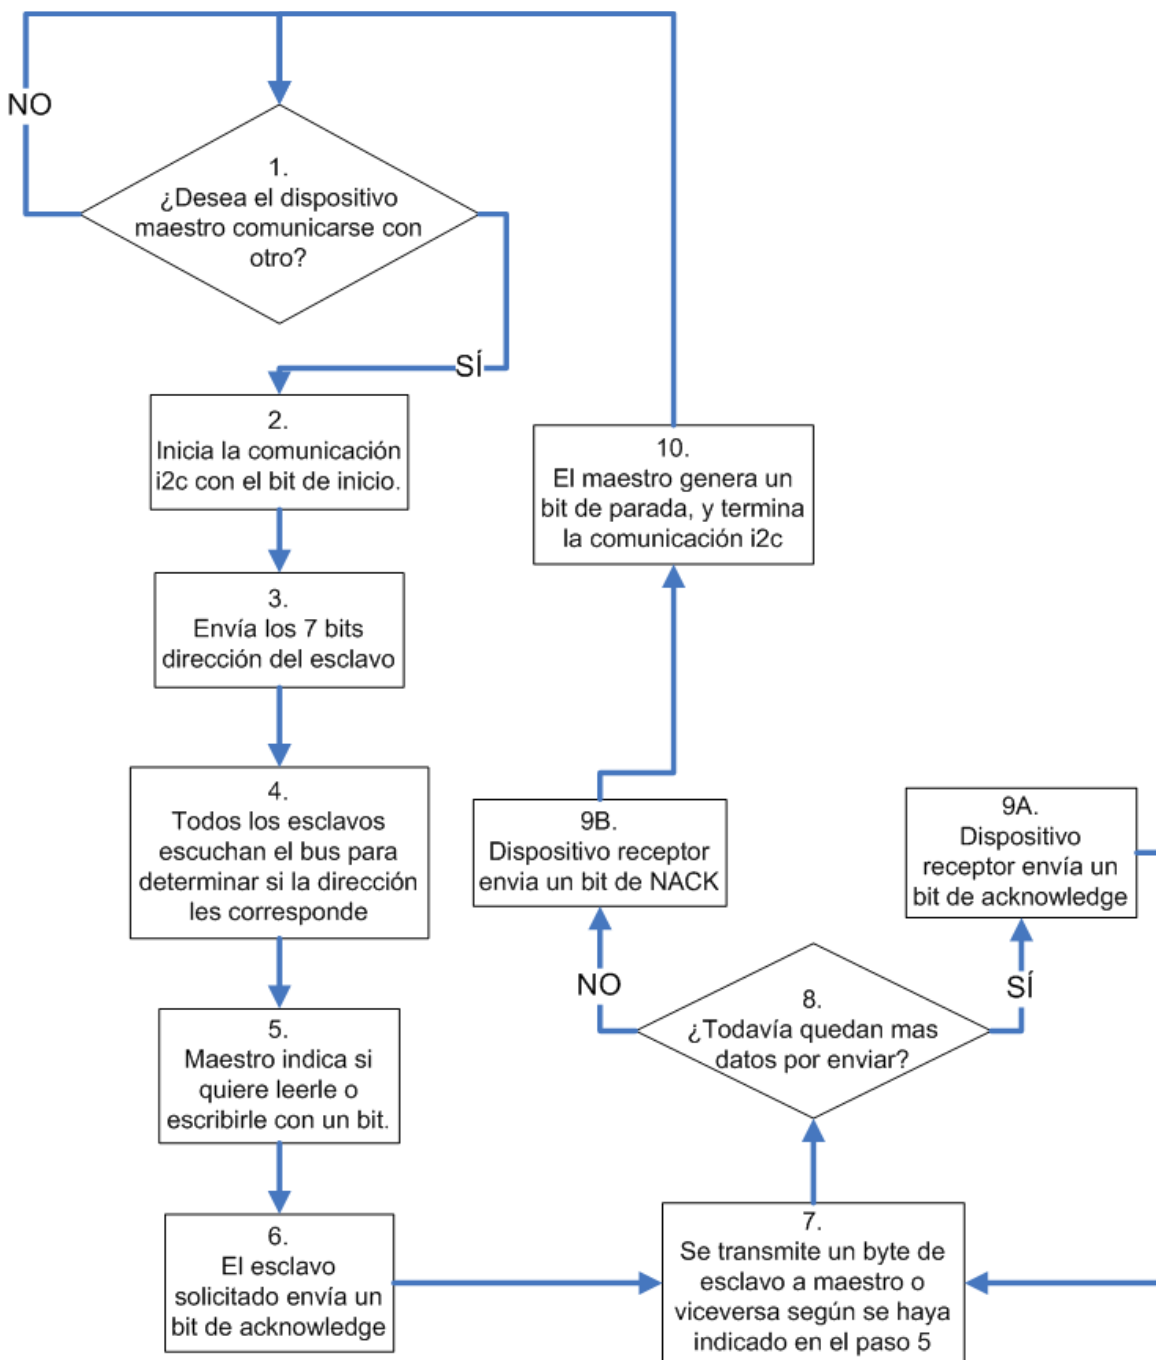 NO
1.
¿Desea el dispositivo
maestro comunicarse con
otro?
SÍ
2.
Inicia la comunicación
i2c con el bit de inicio.
3.
Envía los 7 bits
dirección del esclavo
4.
Todos los esclavos
escuchan el bus para
determinar si la dirección
les corresponde
5.
Maestro indica si
quiere leerle o
escribirle con un bit.
6.
El esclavo
solicitado envía un
bit de acknowledge
7.
Se transmite un byte de
esclavo a maestro o
viceversa según se haya
indicado en el paso 5
8.
¿Todavía quedan mas
datos por enviar?
SÍ
9A.
Dispositivo
receptor envía un
bit de acknowledge
NO
9B.
Dispositivo receptor
envia un bit de NACK
10.
El maestro genera un
bit de parada, y termina
la comunicación i2c